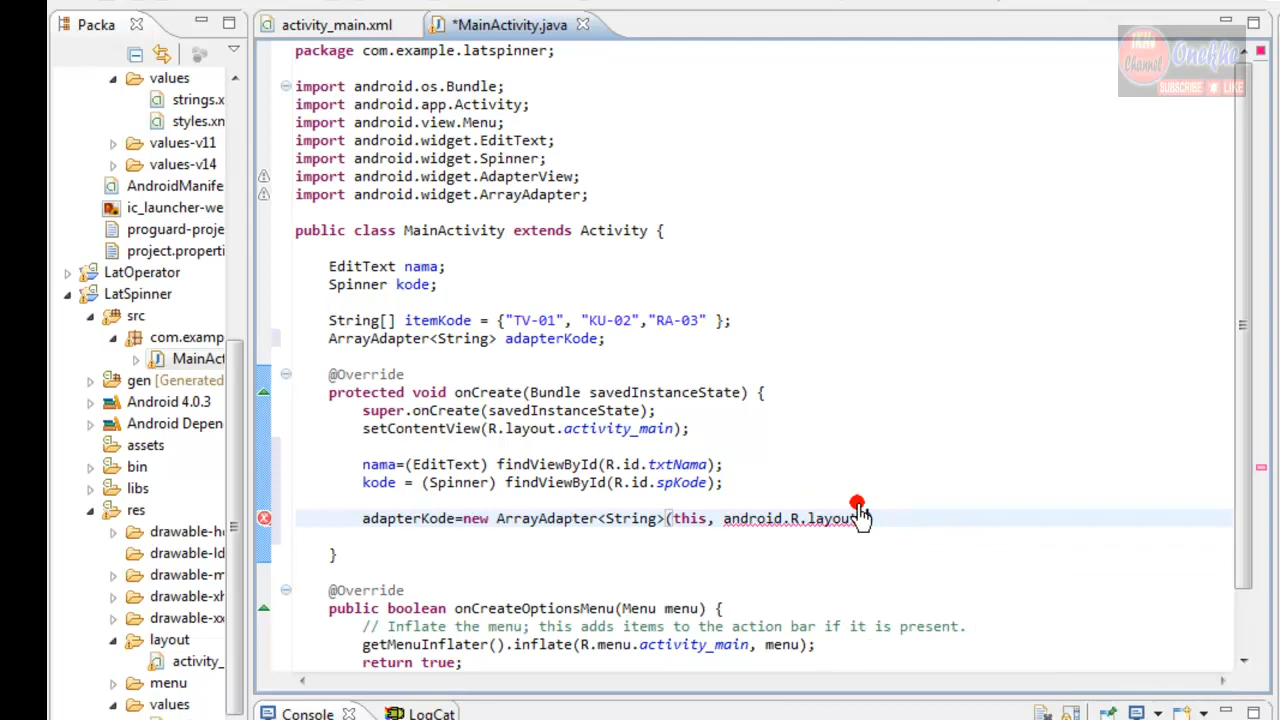 Packa
activity_main.xml
*MainActivity.java
values
strings.x
styles.xn
values-v11
values-v14
AndroidManife
ic_launcher-we
proguard-proje
project.properti
LatOperator
LatSpinner
src
com.examp
MainAct
gen [Generated
Android 4.0.3
Android Depen
assets
bin
libs
res
drawable-h
drawable-ld
drawable-m
drawable-xh
drawable-xx
layout
activity_
menu
values
package com.example.latspinner;
import android.os.Bundle;
import android.app.Activity;
import android.view.Menu;
import android.widget.EditText;
import android.widget.Spinner;
import android.widget.AdapterView;
import android.widget.ArrayAdapter;
public class MainActivity extends Activity {
EditText nama;
Spinner kode;
String[] itemKode = {"TV-01", "KU-02","RA-03" };
ArrayAdapter<String> adapterKode;
@Override
protected void onCreate(Bundle savedInstanceState) {
super.onCreate(savedInstanceState);
setContentView(R.layout.activity_main);
nama=(EditText) findViewById(R.id.txtNama);
kode = (Spinner) findViewById(R.id.spKode);
adapterKode=new ArrayAdapter<String>(this, android.R.layout)
}
@Override
public boolean onCreateOptionsMenu(Menu menu) {
// Inflate the menu; this adds items to the action bar if it is present.
getMenuInflater().inflate(R.menu.activity_main, menu);
return true;
Console
LogCat
Channel
Onekho
SUBSCRIBE
LIKE